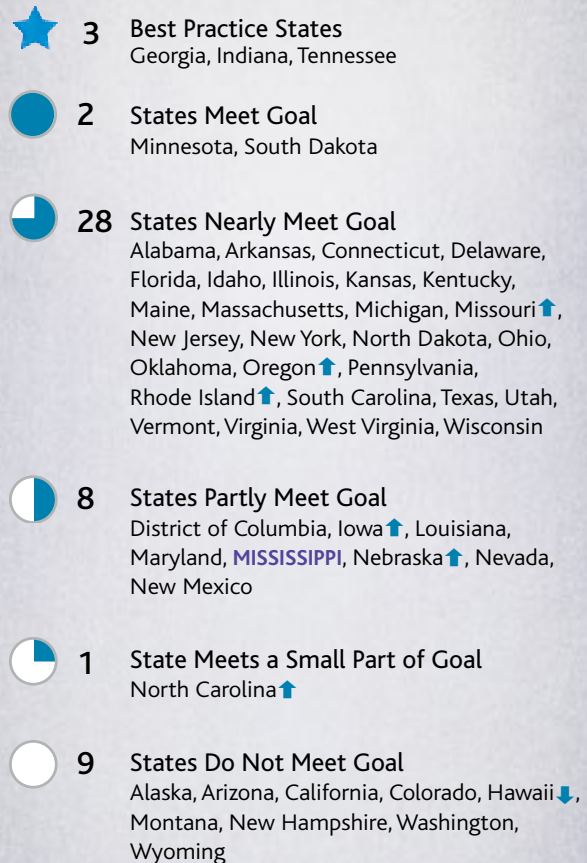 3 Best Practice States
Georgia, Indiana, Tennessee
2 States Meet Goal
Minnesota, South Dakota
28 States Nearly Meet Goal
Alabama, Arkansas, Connecticut, Delaware,
Florida, Idaho, Illinois, Kansas, Kentucky,
Maine, Massachusetts, Michigan, Missouri⬆,
New Jersey, New York, North Dakota, Ohio,
Oklahoma, Oregon⬆, Pennsylvania,
Rhode Island⬆, South Carolina, Texas, Utah,
Vermont, Virginia, West Virginia, Wisconsin
8 States Partly Meet Goal
District of Columbia, Iowa⬆, Louisiana,
Maryland, MISSISSIPPI, Nebraska⬆, Nevada,
New Mexico
1 State Meets a Small Part of Goal
North Carolina⬆
9 States Do Not Meet Goal
Alaska, Arizona, California, Colorado, Hawaii⬇,
Montana, New Hampshire, Washington,
Wyoming